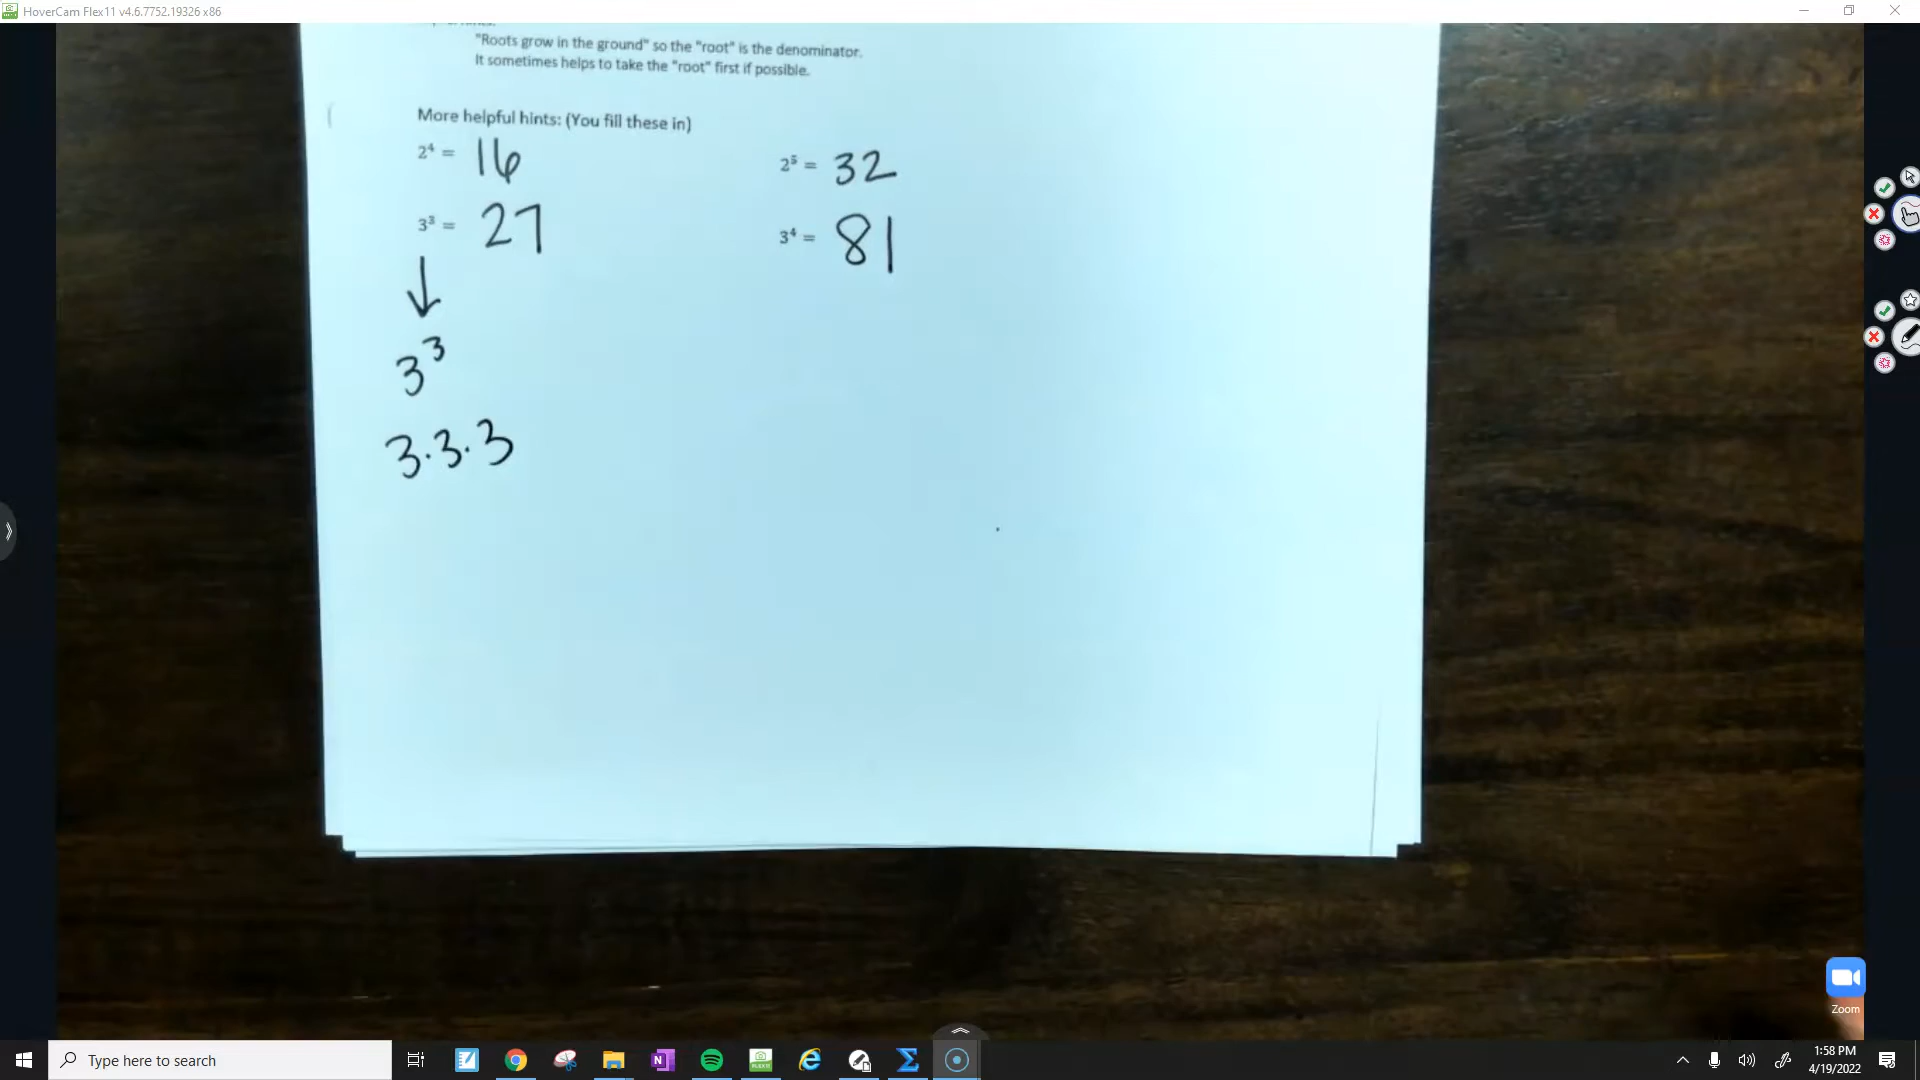 HoverCam Flex11 v4.6.7752.19326 x86
"Roots grow in the ground" so the "root" is the denominator.
It sometimes helps to take the "root" first if possible.
More helpful hints: (You fill these in)
2⁴ = 16
2⁵ = 32
3³ = 27
3⁴ = 81
↓
3³
3·3·3
Zoom
Type here to search
1:58 PM
4/19/2022